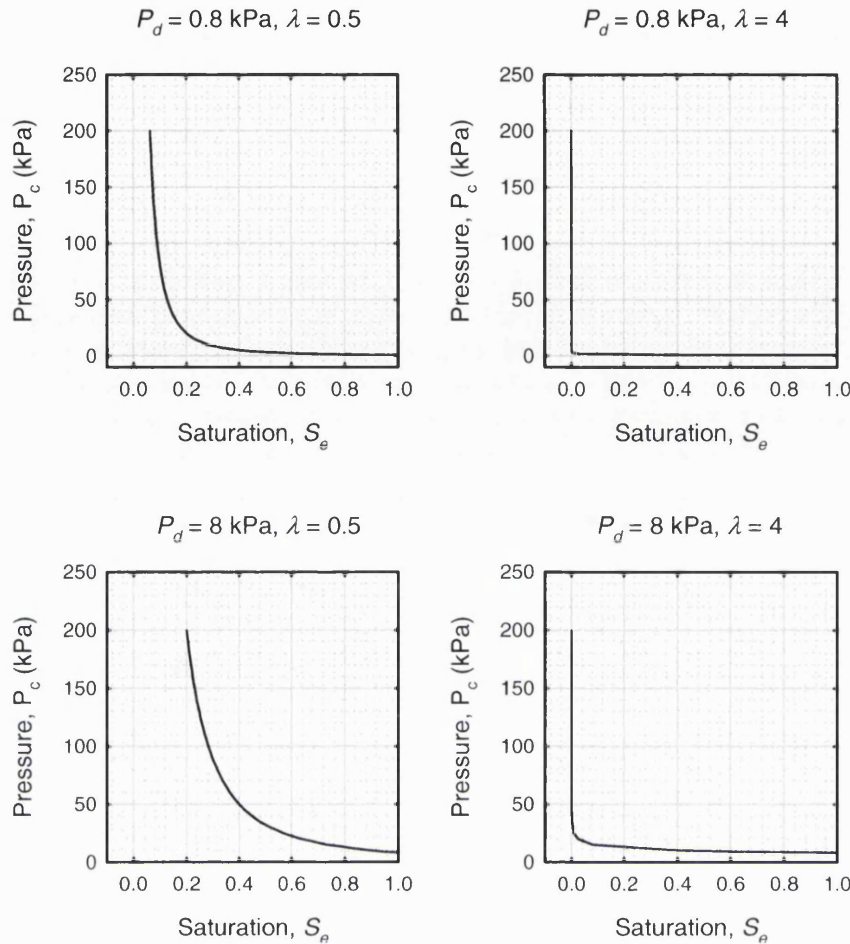 P_d = 0.8 kPa, λ = 0.5
250
200
150
100
50
0
Pressure, P_c (kPa)
0.0 0.2 0.4 0.6 0.8 1.0
Saturation, S_e
P_d = 0.8 kPa, λ = 4
250
200
150
100
50
0
Pressure, P_c (kPa)
0.0 0.2 0.4 0.6 0.8 1.0
Saturation, S_e
P_d = 8 kPa, λ = 0.5
250
200
150
100
50
0
Pressure, P_c (kPa)
0.0 0.2 0.4 0.6 0.8 1.0
Saturation, S_e
P_d = 8 kPa, λ = 4
250
200
150
100
50
0
Pressure, P_c (kPa)
0.0 0.2 0.4 0.6 0.8 1.0
Saturation, S_e